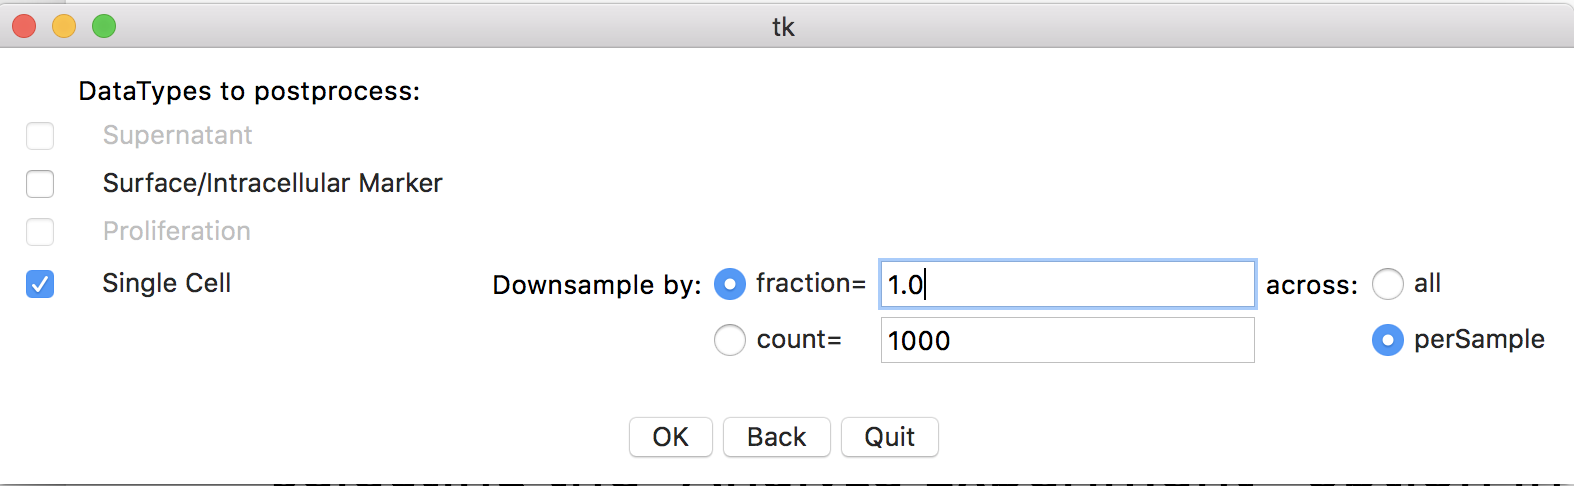 tk
DataTypes to postprocess:
Supernatant
Surface/Intracellular Marker
Proliferation
Single Cell Downsample by: fraction= 1.0 across: all
count= 1000 perSample
OK Back Quit